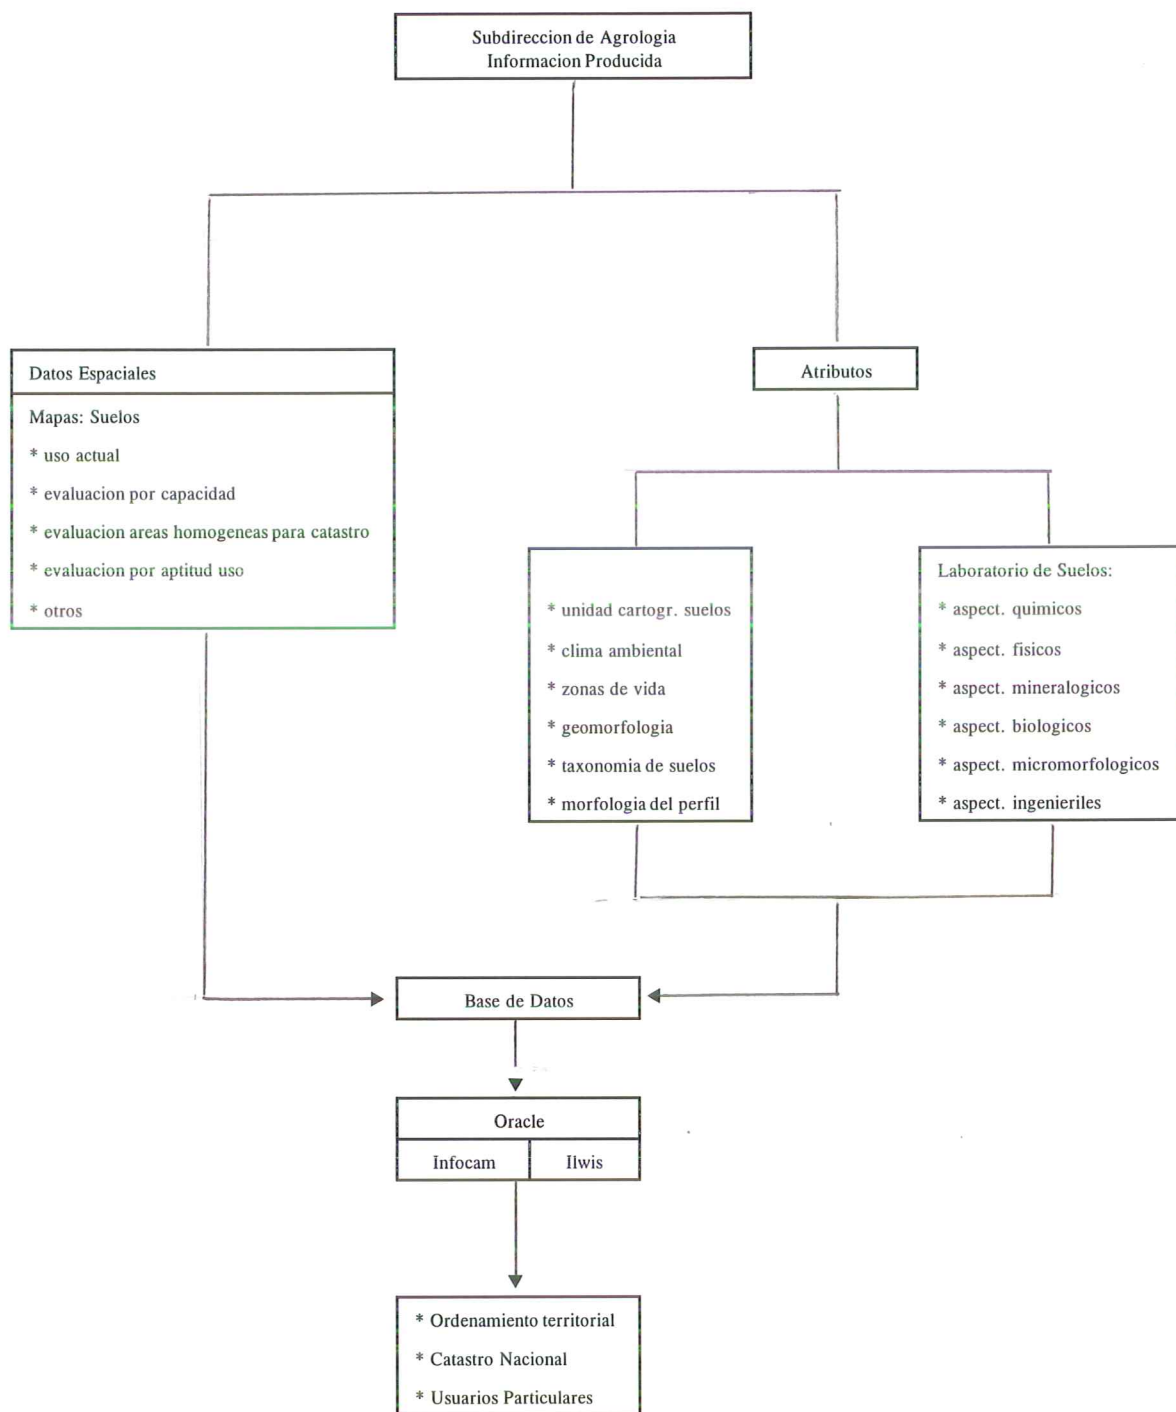 Subdireccion de Agrologia
Informacion Producida
Datos Espaciales
Mapas: Suelos
* uso actual
* evaluacion por capacidad
* evaluacion areas homogeneas para catastro
* evaluacion por aptitud uso
* otros
Atributos
* unidad cartogr. suelos
* clima ambiental
* zonas de vida
* geomorfologia
* taxonomia de suelos
* morfologia del perfil
Laboratorio de Suelos:
* aspect. quimicos
* aspect. fisicos
* aspect. mineralogicos
* aspect. biologicos
* aspect. micromorfologicos
* aspect. ingenieriles
Base de Datos
Oracle
Infocam
Ilwis
* Ordenamiento territorial
* Catastro Nacional
* Usuarios Particulares